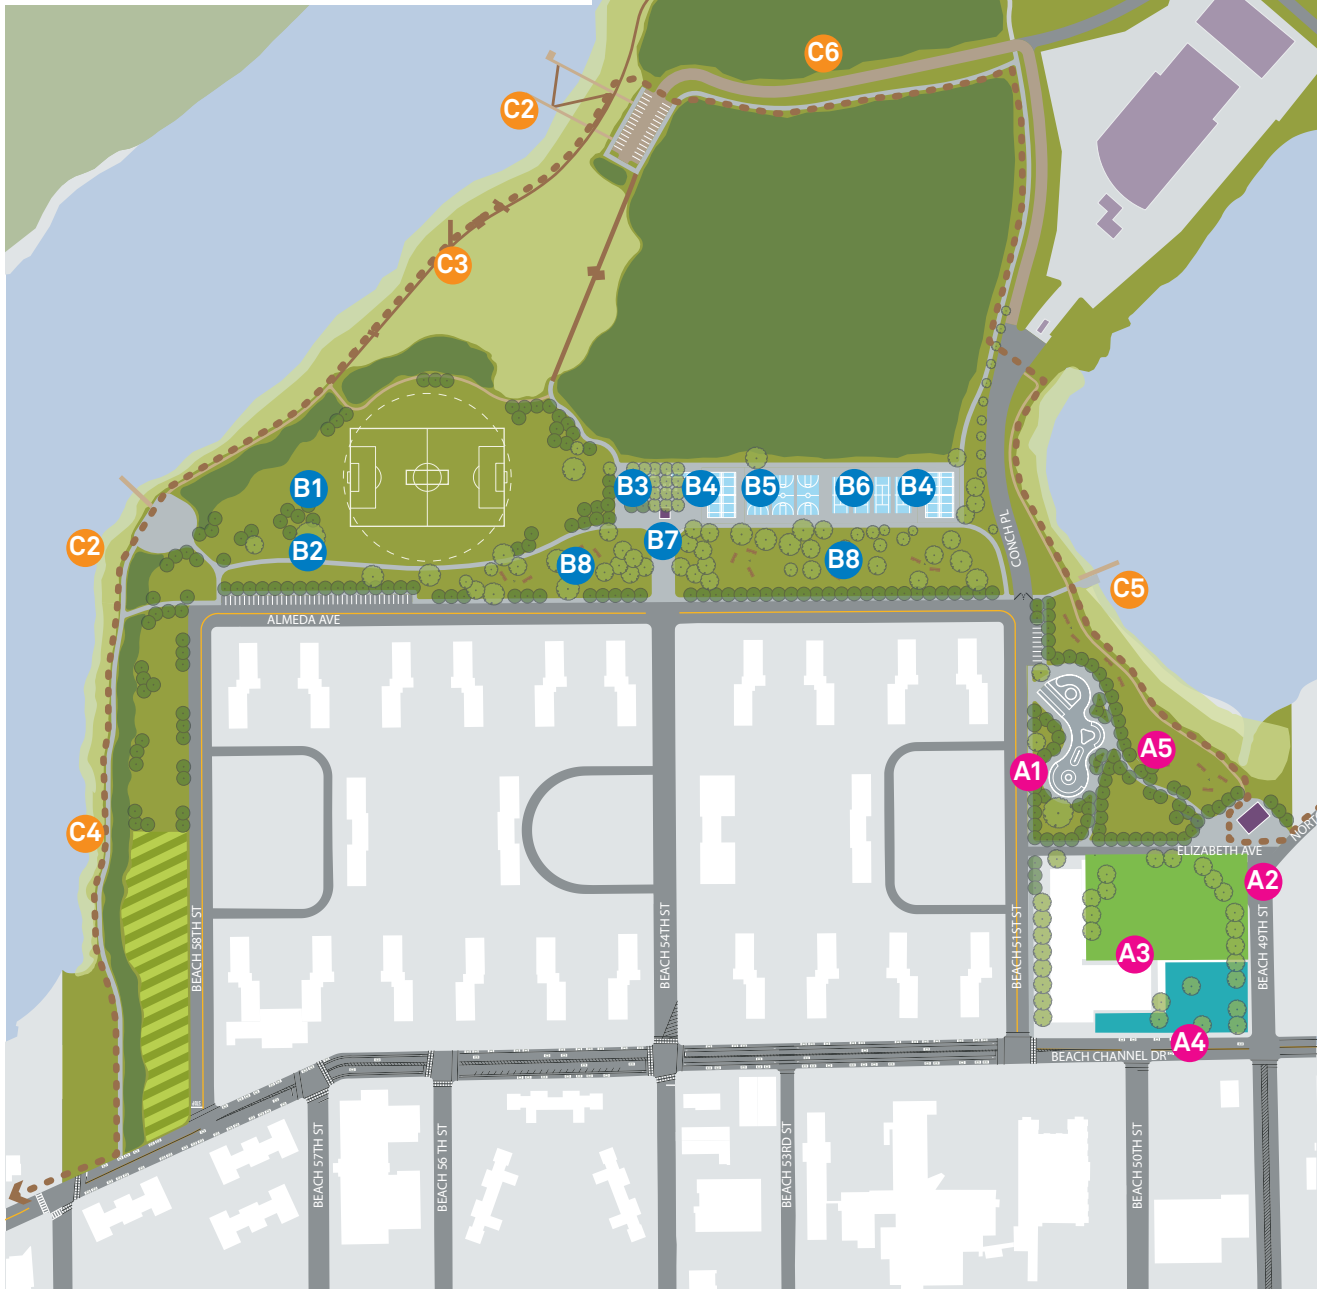 C6
C2
C3
B1
B3
B4
B5
B6
B4
C2
B2
B7
B8
B8
CONCH PL
C5
ALMEDA AVE
A5
A1
C4
ELIZABETH AVE
A2
A3
BEACH 58TH ST
BEACH 54TH ST
BEACH 51ST ST
BEACH 49TH ST
A4
BEACH CHANNEL DR
BEACH 57TH ST
BEACH 56 TH ST
BEACH 53RD ST
BEACH 50TH ST